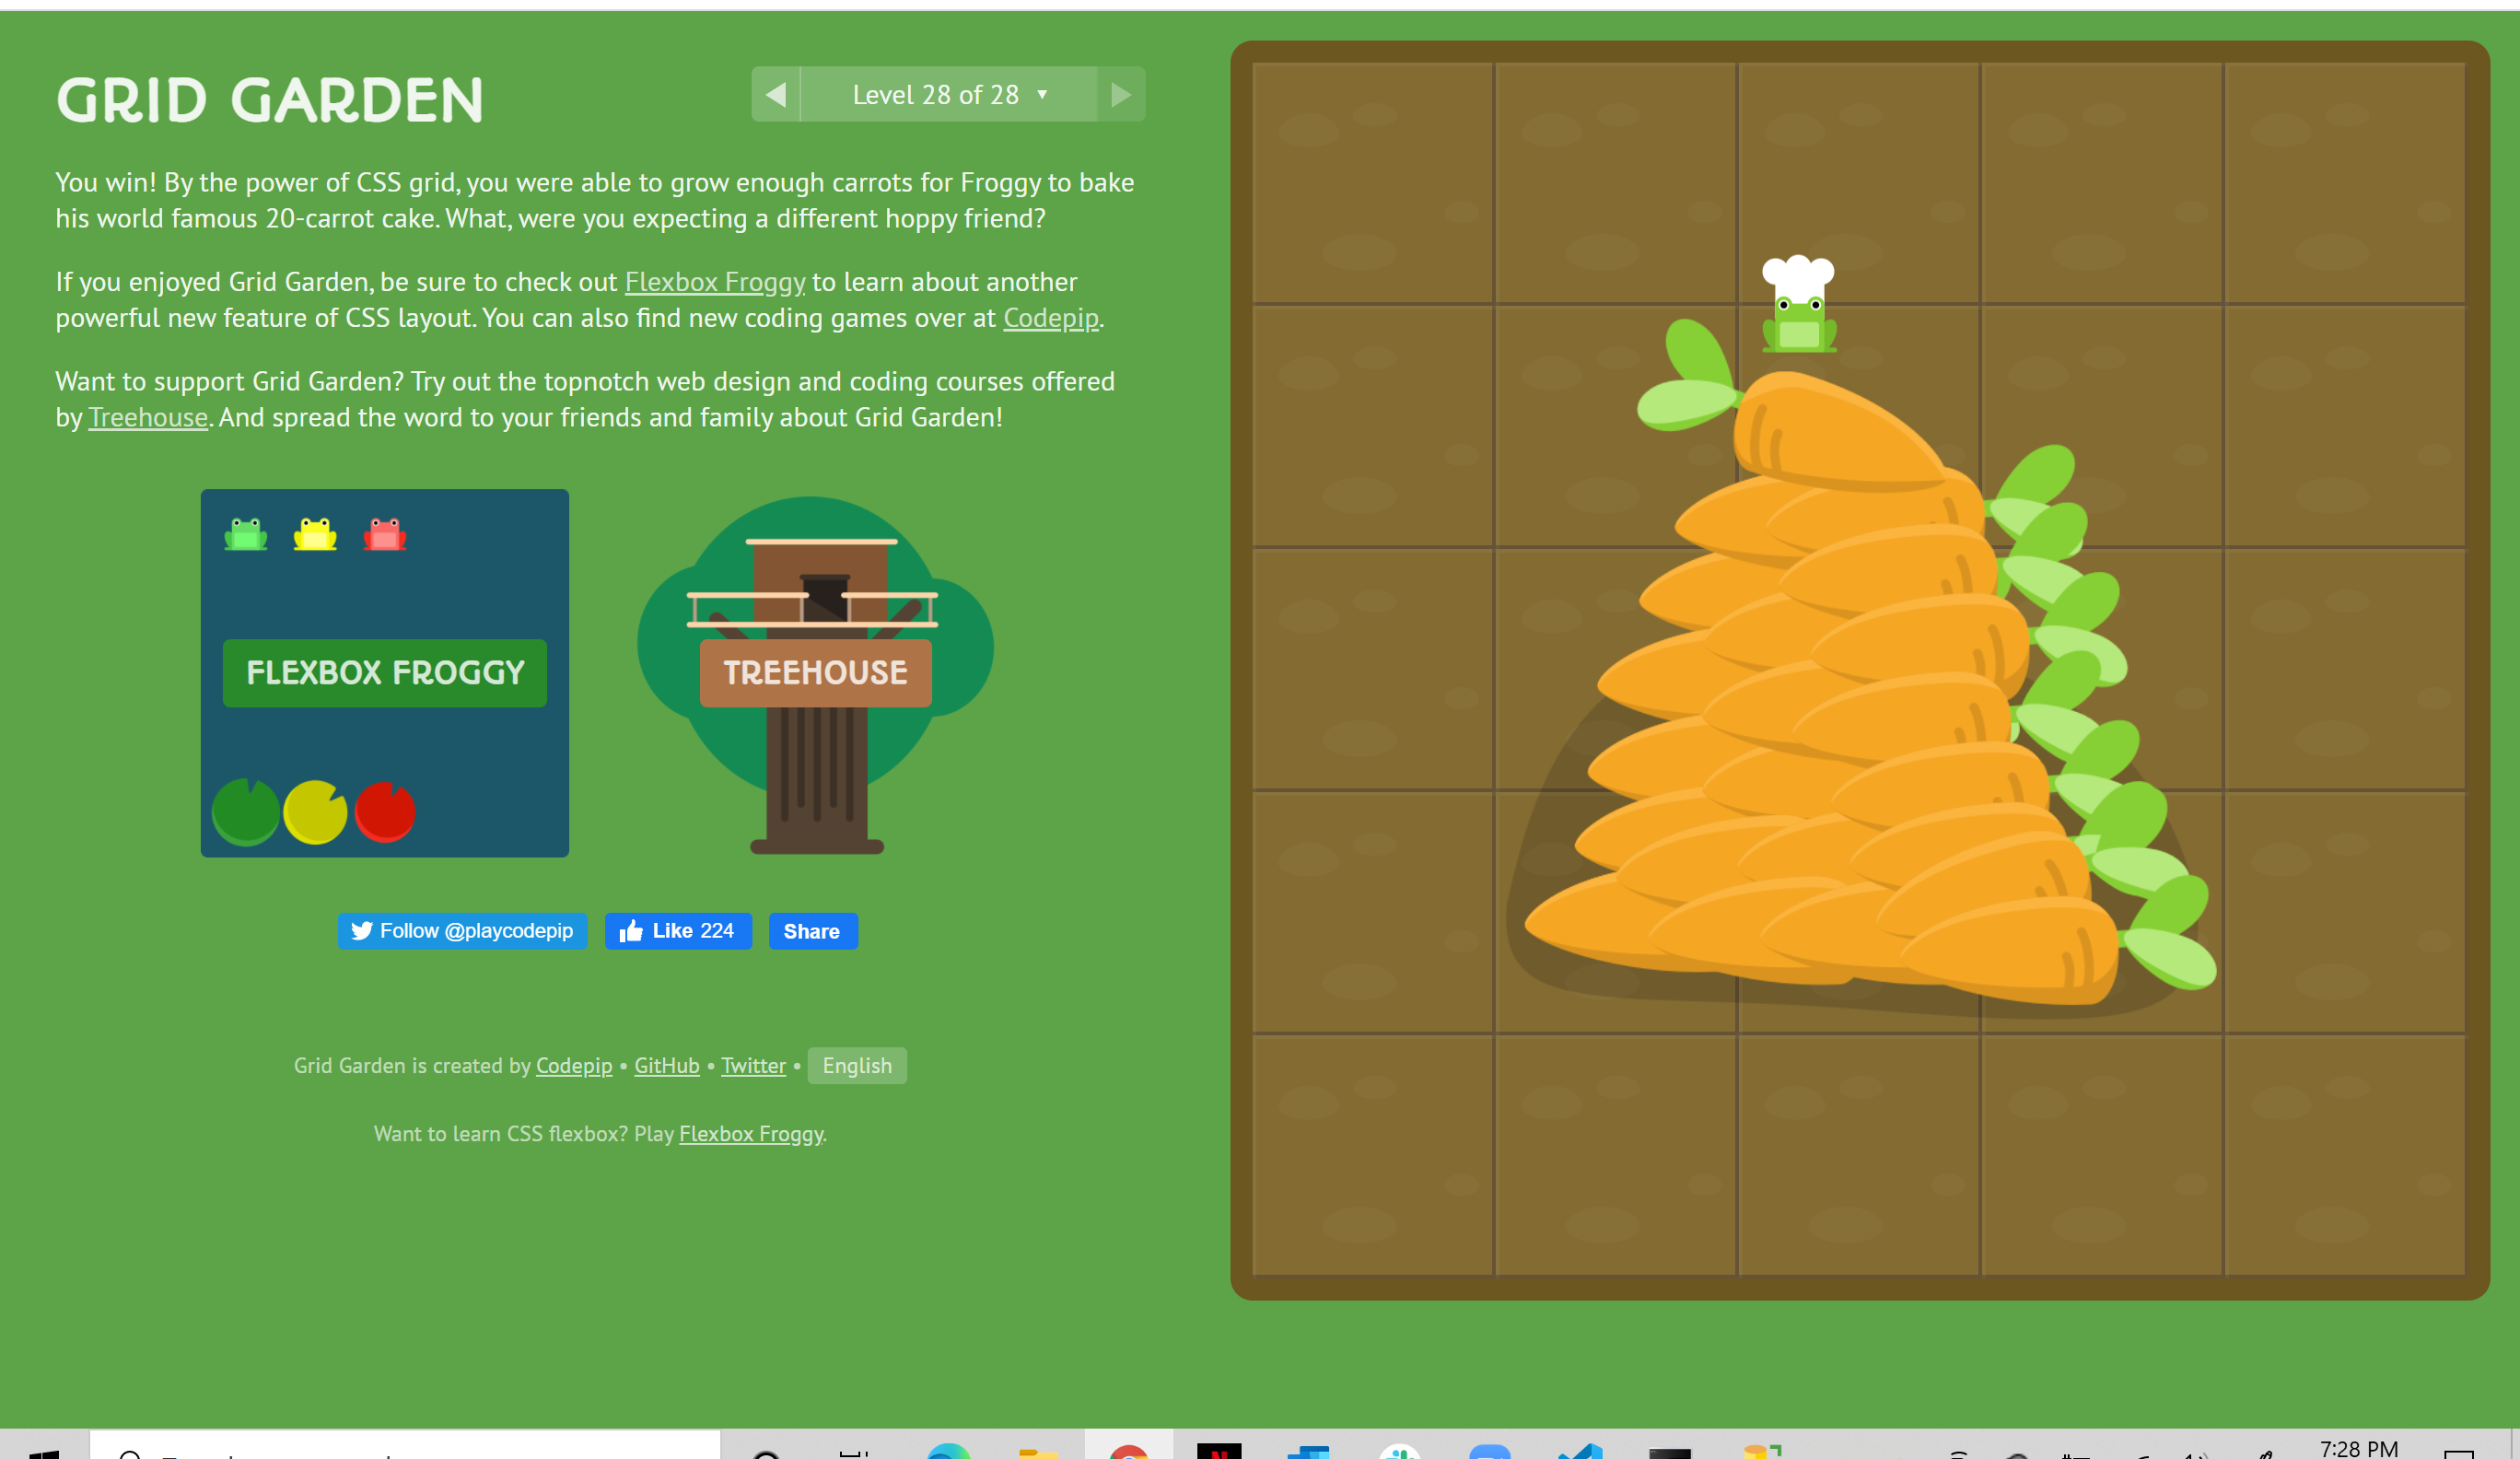 GRID GARDEN
Level 28 of 28
You win! By the power of CSS grid, you were able to grow enough carrots for Froggy to bake
his world famous 20-carrot cake. What, were you expecting a different hoppy friend?
If you enjoyed Grid Garden, be sure to check out Flexbox Froggy to learn about another
powerful new feature of CSS layout. You can also find new coding games over at Codepip.
Want to support Grid Garden? Try out the topnotch web design and coding courses offered
by Treehouse. And spread the word to your friends and family about Grid Garden!
FLEXBOX FROGGY
TREEHOUSE
Follow @playcodepip
Like 224
Share
Grid Garden is created by Codepip • GitHub • Twitter • English
Want to learn CSS flexbox? Play Flexbox Froggy.
7:28 PM